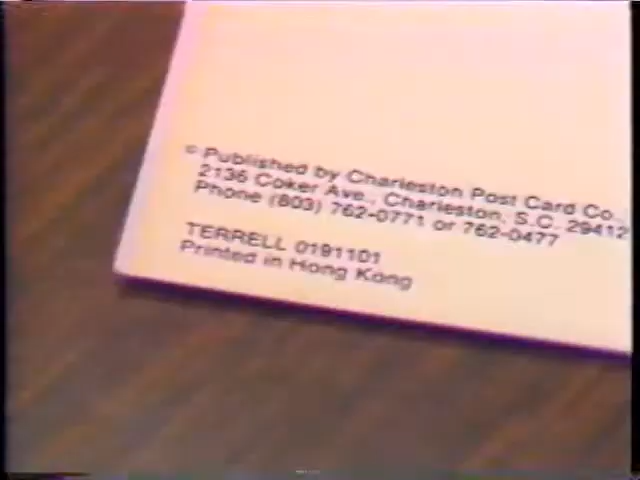 © Published by Charleston Post Card Co.,
2136 Coker Ave., Charleston, S.C. 29412
Phone (803) 762-0771 or 762-0477
TERRELL 0191101
Printed in Hong Kong